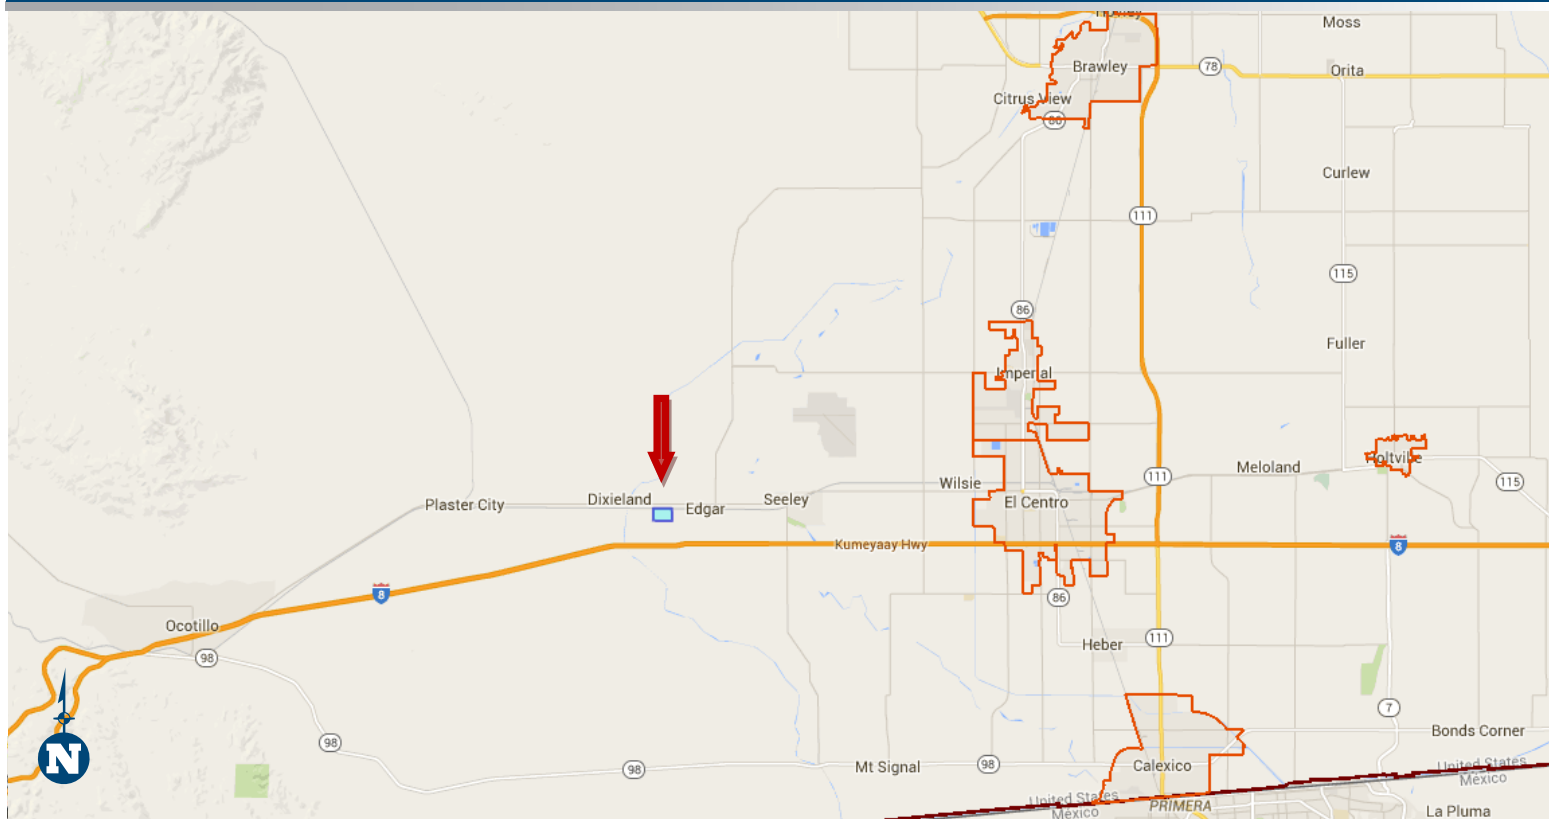 Moss
Brawley
78
Orita
Citrus View
86
Curlew
111
115
86
Fuller
Imperial
Holtville
Meloland
111
115
Wilsie
Plaster City
Dixieland
Edgar
Seeley
El Centro
Kumeyaay Hwy
8
8
86
Ocotillo
98
Heber
111
7
98
Bonds Corner
98
Mt Signal
98
Calexico
United States
Mexico
United States
Mexico
PRIMERA
La Pluma
N